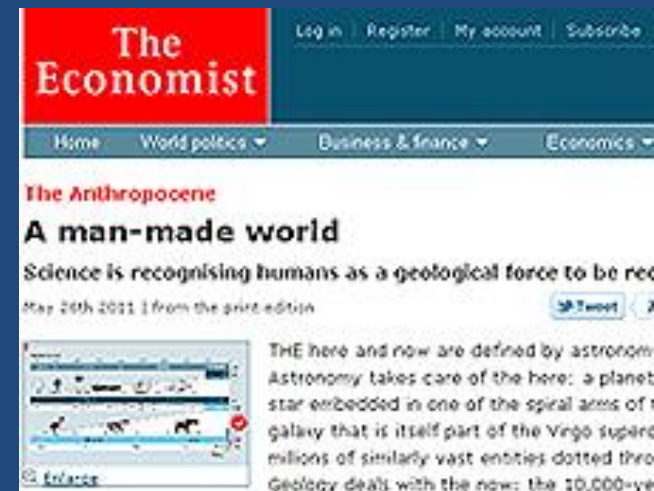 The
Economist
Log in | Register | My account | Subscribe
Home World politics Business & finance Economics
The Anthropocene
A man-made world
Science is recognising humans as a geological force to be rec
May 26th 2011 | from the print edition
Tweet
THE here and now are defined by astronom
Astronomy takes care of the here: a planet
star embedded in one of the spiral arms of t
galaxy that is itself part of the Virgo superc
millions of similarly vast entities dotted thro
Enlarge
Geology deals with the now: the 10,000-ye